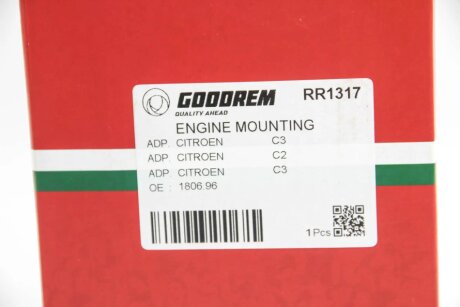 GOODREM RR1317
QUALITY AHEAD
ENGINE MOUNTING
ADP. CITROEN C3
ADP. CITROEN C2
ADP. CITROEN C3
OE : 1806.96
1Pcs